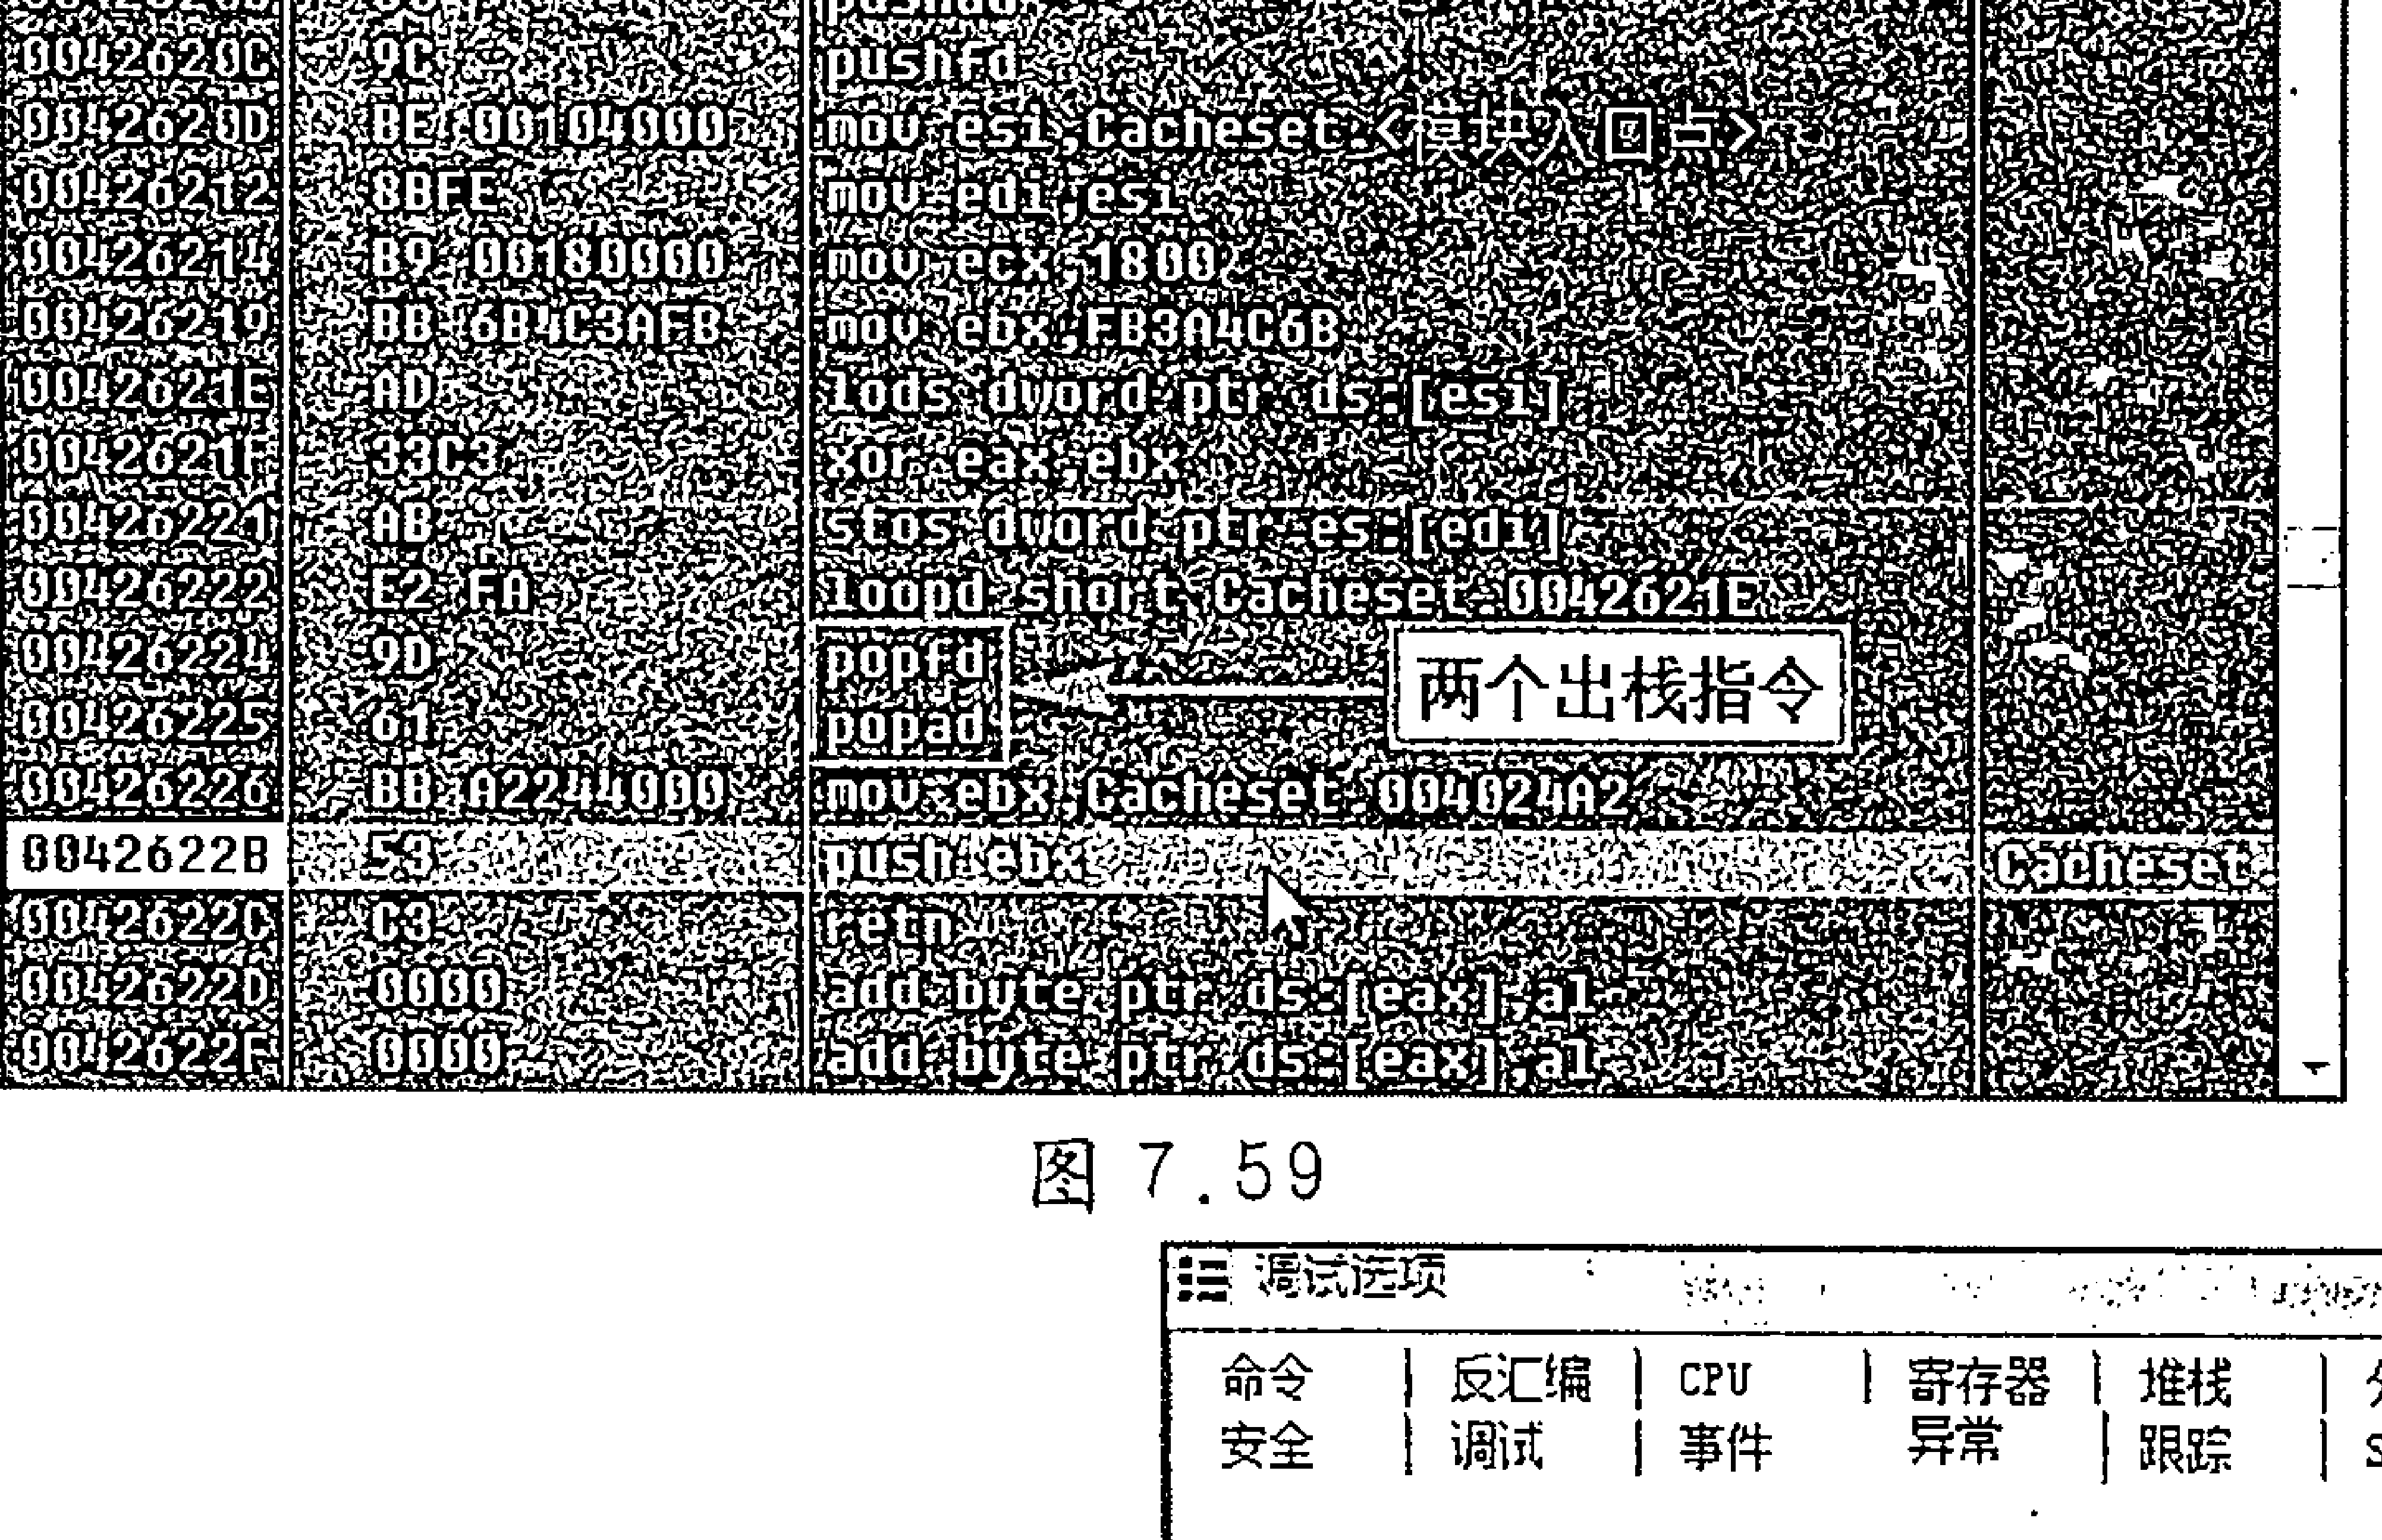 pushad
0042620C 9C pushfd
0042620D BE 00104000 mov esi,Cacheset.<模块入口点>
00426212 8BFE mov edi,esi
00426214 B9 00180000 mov ecx,1800
00426219 BB 6B4C3AFB mov ebx,FB3A4C6B
0042621E AD lods dword ptr ds:[esi]
0042621F 33C3 xor eax,ebx
00426221 AB stos dword ptr es:[edi]
00426222 E2 FA loopd short Cacheset.0042621E
00426224 9D popfd
00426225 61 popad
两个出栈指令
00426226 BB A2244000 mov ebx,Cacheset.004024A2
0042622B 53 push ebx Cacheset
0042622C C3 retn
0042622D 0000 add byte ptr ds:[eax],al
0042622F 0000 add byte ptr ds:[eax],al
图 7.59
调试选项
命令 | 反汇编 | CPU | 寄存器 | 堆栈 |
安全 | 调试 | 事件 异常 | 跟踪 | S